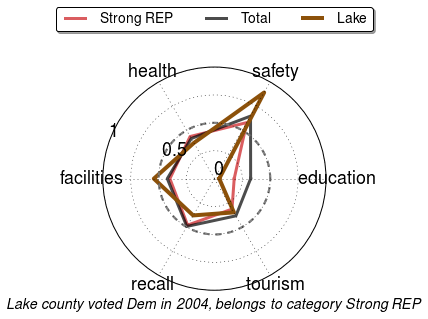 Strong REP Total Lake
health safety
1
0.5
0
facilities education
recall tourism
Lake county voted Dem in 2004, belongs to category Strong REP